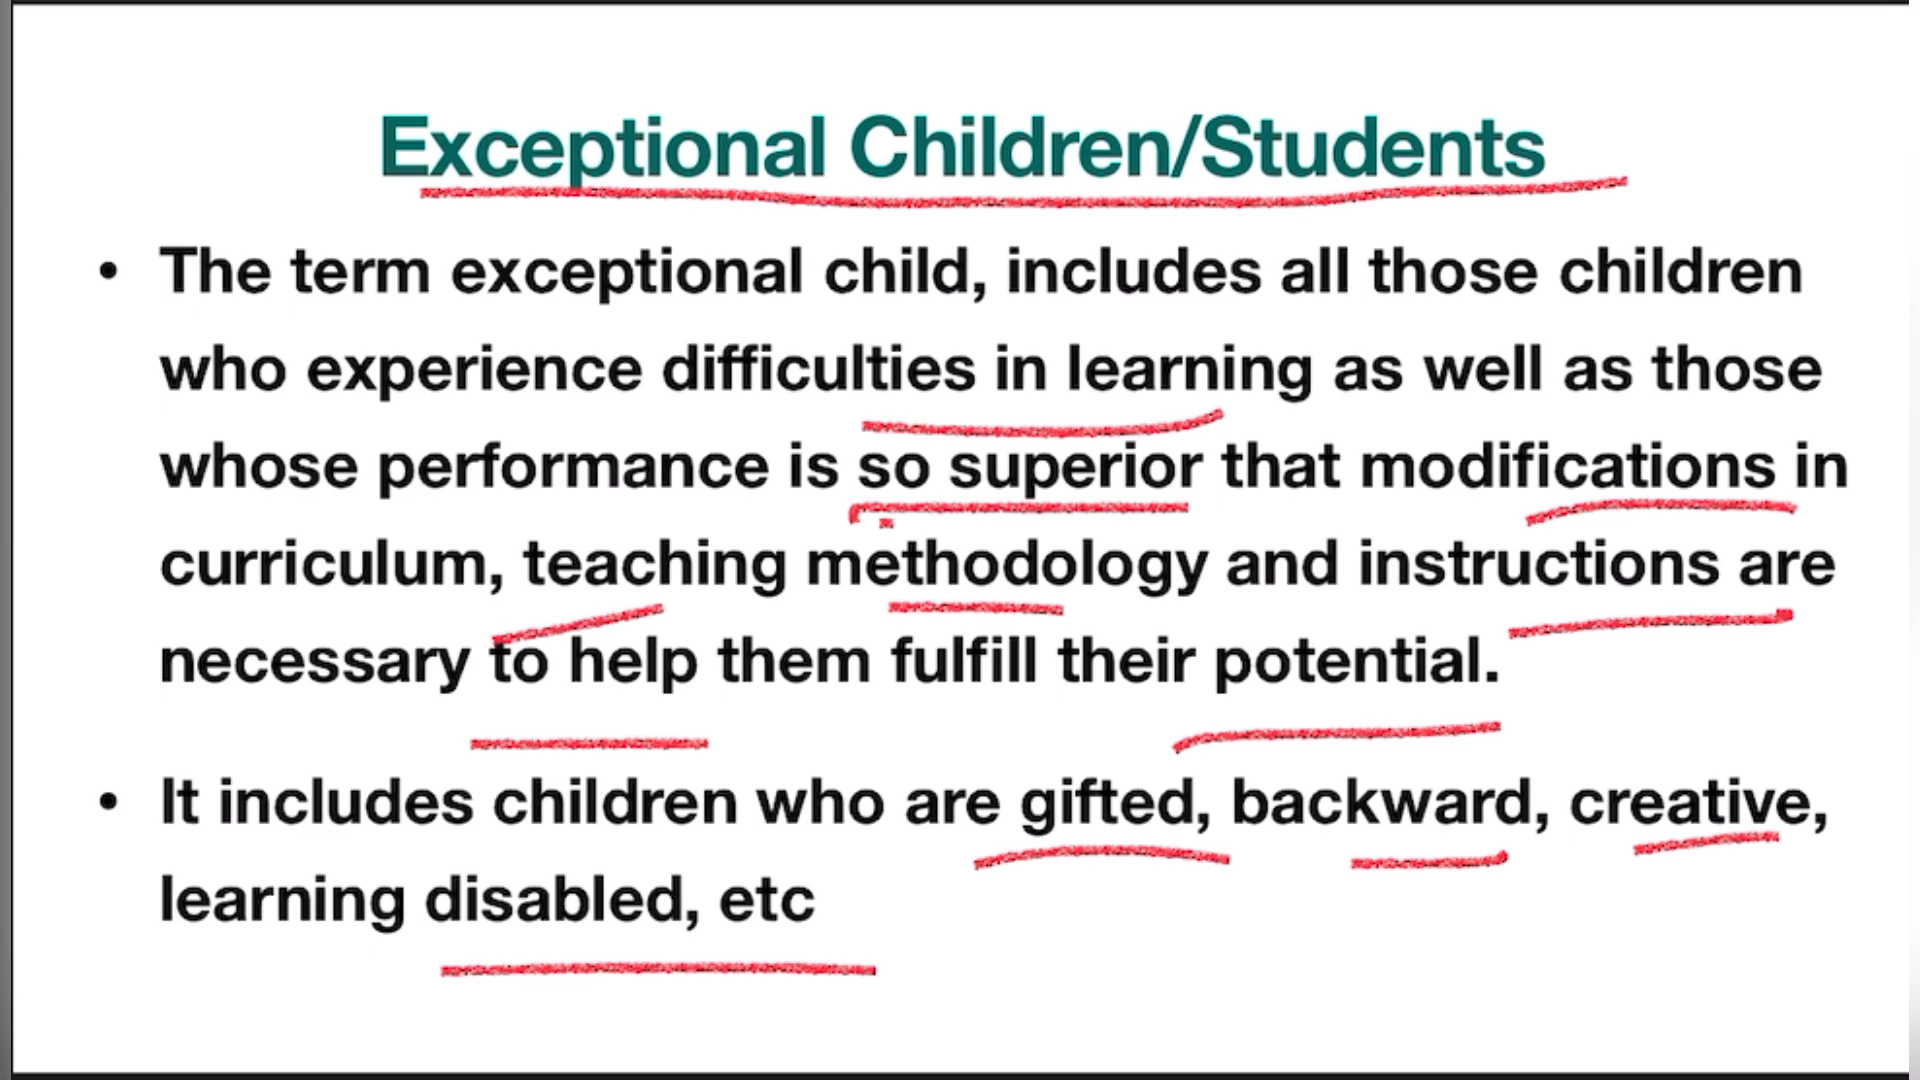 Exceptional Children/Students
• The term exceptional child, includes all those children
who experience difficulties in learning as well as those
whose performance is so superior that modifications in
curriculum, teaching methodology and instructions are
necessary to help them fulfill their potential.
• It includes children who are gifted, backward, creative,
learning disabled, etc